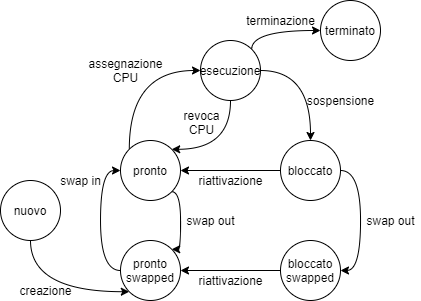 terminazione
terminato
assegnazione
CPU
esecuzione
sospensione
revoca
CPU
pronto
riattivazione
bloccato
swap in
nuovo
swap out
swap out
pronto
swapped
riattivazione
bloccato
swapped
creazione